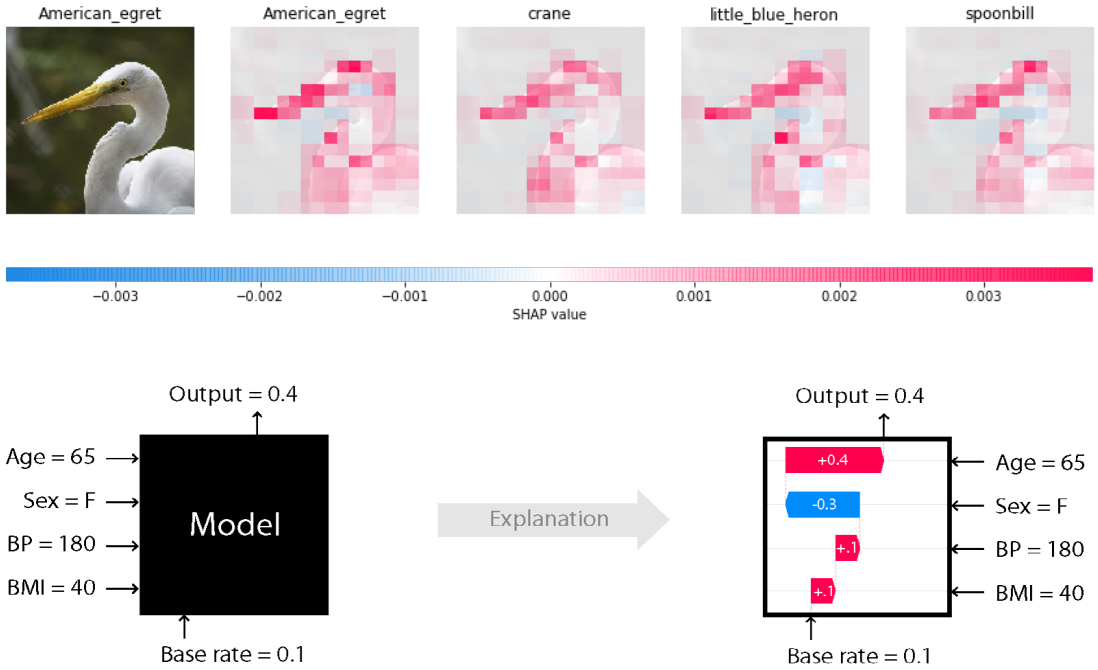 American_egret
American_egret
crane
little_blue_heron
spoonbill
−0.003
−0.002
−0.001
0.000
0.001
0.002
0.003
SHAP value
Output = 0.4
Age = 65
Sex = F
BP = 180
BMI = 40
Model
Base rate = 0.1
Explanation
Output = 0.4
+0.4
-0.3
+.1
+.1
Age = 65
Sex = F
BP = 180
BMI = 40
Base rate = 0.1